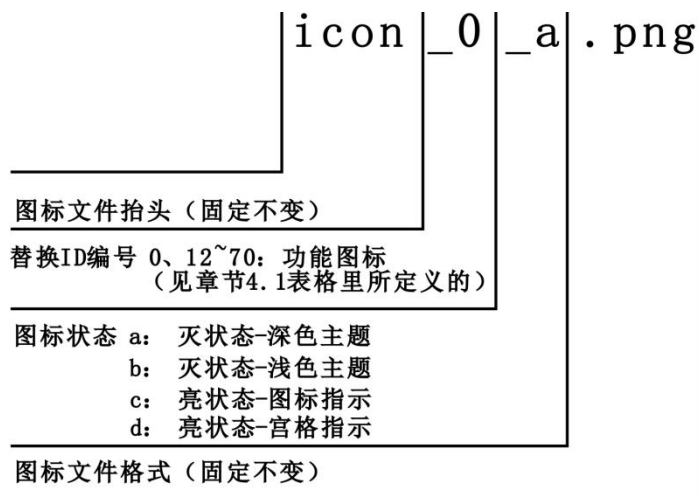 icon_0_a.png
图标文件抬头（固定不变）
替换ID编号 0、12~70：功能图标
（见章节4.1表格里所定义的）
图标状态 a： 灭状态-深色主题
b： 灭状态-浅色主题
c： 亮状态-图标指示
d： 亮状态-宫格指示
图标文件格式（固定不变）